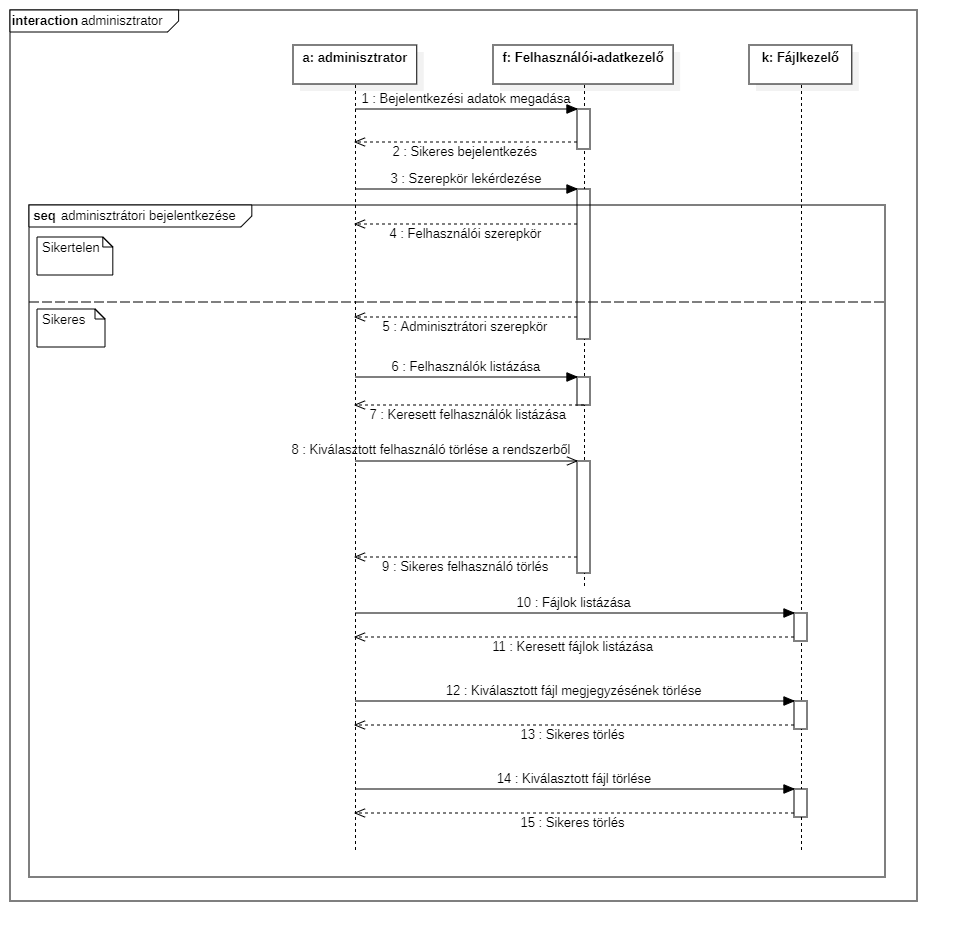 interaction adminisztrator
a: adminisztrator
f: Felhasználói-adatkezelő
k: Fájlkezelő
1 : Bejelentkezési adatok megadása
2 : Sikeres bejelentkezés
3 : Szerepkör lekérdezése
seq adminisztrátori bejelentkezése
4 : Felhasználói szerepkör
Sikertelen
Sikeres
5 : Adminisztrátori szerepkör
6 : Felhasználók listázása
7 : Keresett felhasználók listázása
8 : Kiválasztott felhasználó törlése a rendszerből
9 : Sikeres felhasználó törlés
10 : Fájlok listázása
11 : Keresett fájlok listázása
12 : Kiválasztott fájl megjegyzésének törlése
13 : Sikeres törlés
14 : Kiválasztott fájl törlése
15 : Sikeres törlés